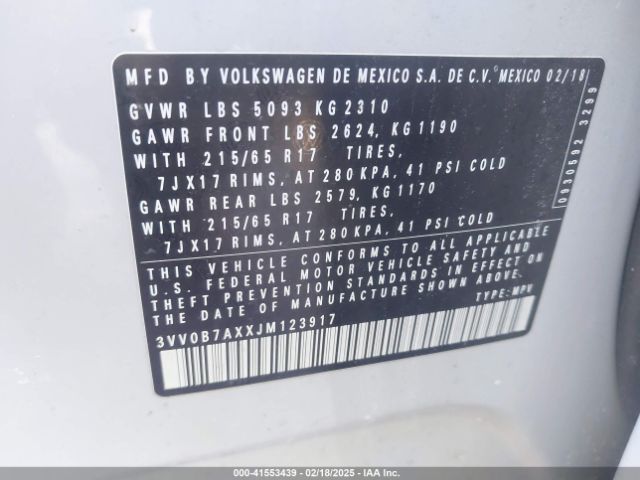 MFD BY VOLKSWAGEN DE MEXICO S.A. DE C.V. MEXICO 02/18
GVWR LBS 5093 KG 2310
GAWR FRONT LBS 2624, KG 1190
WITH 215/65 R17 TIRES,
7JX17 RIMS, AT 280 KPA, 41 PSI COLD
GAWR REAR LBS 2579, KG 1170
WITH 215/65 R17 TIRES,
7JX17 RIMS, AT 280 KPA, 41 PSI COLD
THIS VEHICLE CONFORMS TO ALL APPLICABLE
U.S. FEDERAL MOTOR VEHICLE SAFETY AND
THEFT PREVENTION STANDARDS IN EFFECT ON
THE DATE OF MANUFACTURE SHOWN ABOVE.
3VV0B7AXXJM123917 TYPE: MPV
0930592 3299
000-41553439 - 02/18/2025 - IAA Inc.